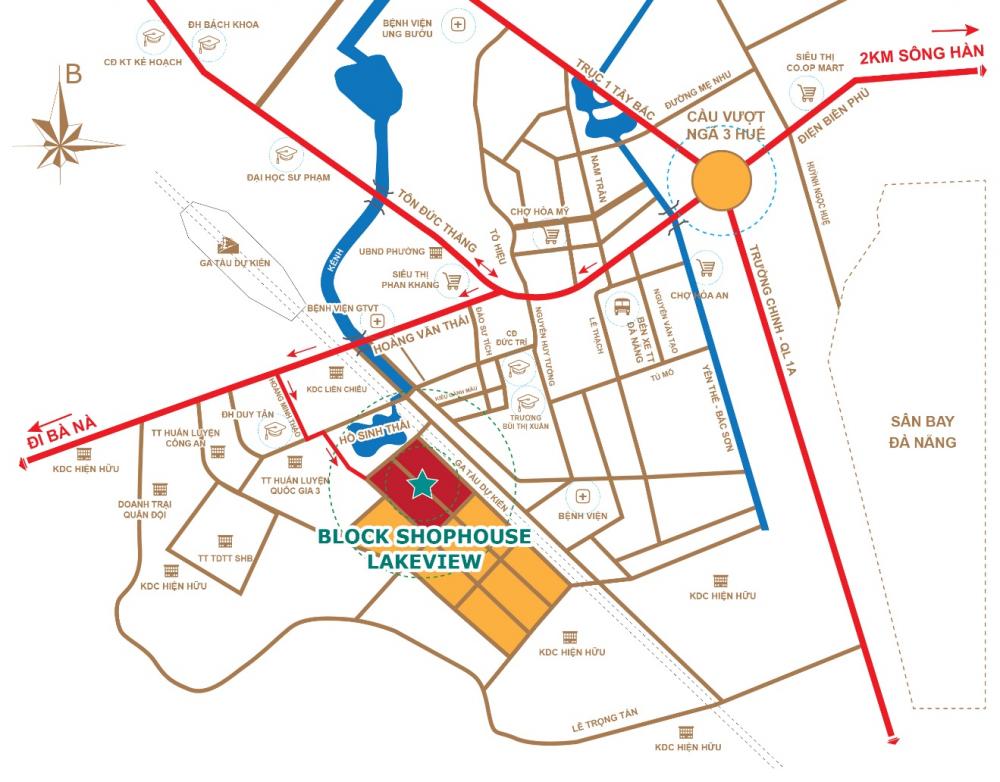 ĐH BÁCH KHOA
CĐ KT KẾ HOẠCH
BỆNH VIỆN
UNG BƯỚU
B
TRỤC 1 TÂY BẮC
ĐƯỜNG MẸ NHU
SIÊU THỊ
CO.OP MART
2KM SÔNG HÀN
ĐIỆN BIÊN PHỦ
CẦU VƯỢT
NGÃ 3 HUẾ
HUỲNH NGỌC HUỆ
ĐẠI HỌC SƯ PHẠM
TÔN ĐỨC THẮNG
NAM TRÂN
CHỢ HÒA MỸ
TÔ HIỆU
GA TÀU DỰ KIẾN
KÊNH
UBND PHƯỜNG
SIÊU THỊ
PHAN KHANG
CHỢ HÒA AN
TRƯỜNG CHINH - QL 1A
BỆNH VIỆN GTVT
HOÀNG VĂN THÁI
ĐÀO SƯ TÍCH
CĐ
ĐỨC TRÍ
NGUYỄN HUY TƯỞNG
LÊ THẠCH
BẾN XE TT
ĐÀ NẴNG
NGUYỄN VĂN TẠO
TÚ MỠ
YÊN THẾ - BẮC SƠN
KDC LIÊN CHIỂU
KIỀU OÁNH MẬU
TRƯỜNG
BÙI THỊ XUÂN
HOÀNG MINH THẢO
ĐH DUY TÂN
HỒ SINH THÁI
ĐI BÀ NÀ
TT HUẤN LUYỆN
CÔNG AN
KDC HIỆN HỮU
SÂN BAY
ĐÀ NẴNG
TT HUẤN LUYỆN
QUỐC GIA 3
GA TÀU DỰ KIẾN
DOANH TRẠI
QUÂN ĐỘI
BỆNH VIỆN
BLOCK SHOPHOUSE
LAKEVIEW
TT TDTT SHB
KDC HIỆN HỮU
KDC HIỆN HỮU
KDC HIỆN HỮU
LÊ TRỌNG TẤN
KDC HIỆN HỮU